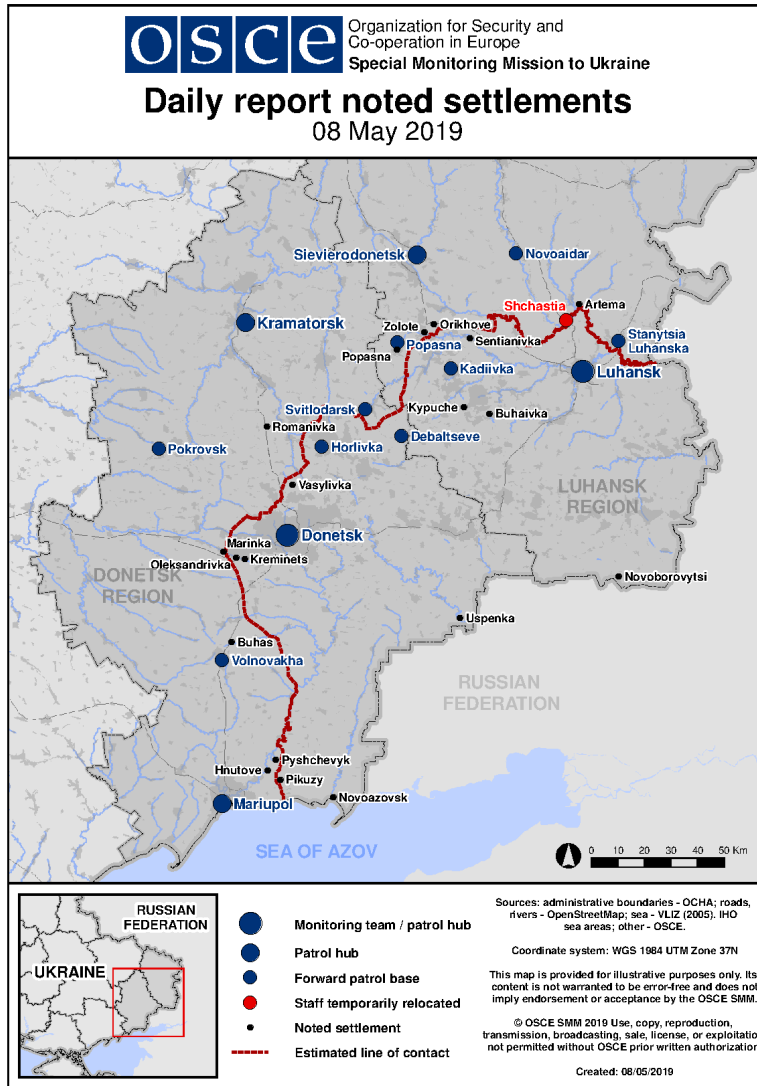 osce
Organization for Security and
Co-operation in Europe
Special Monitoring Mission to Ukraine
Daily report noted settlements
08 May 2019
Sievierodonetsk
Novoaidar
Shchastia
Artema
Kramatorsk
Zolote
Orikhove
Popasna
Sentianivka
Stanytsia
Luhanska
Popasna
Kadiivka
Luhansk
Svitlodarsk
Kypuche
Buhaivka
Romanivka
Debaltseve
Pokrovsk
Horlivka
Vasylivka
LUHANSK
REGION
Donetsk
Marinka
Oleksandrivka
Kreminets
DONETSK
REGION
Novoborovytsi
Uspenka
Buhas
Volnovakha
RUSSIAN
FEDERATION
Pyshchevyk
Hnutove
Pikuzy
Novoazovsk
Mariupol
SEA OF AZOV
0 10 20 30 40 50 Km
RUSSIAN
FEDERATION
UKRAINE
Monitoring team / patrol hub
Patrol hub
Forward patrol base
Staff temporarily relocated
Noted settlement
Estimated line of contact
Sources: administrative boundaries - OCHA; roads,
rivers - OpenStreetMap; sea - VLIZ (2005). IHO
sea areas; other - OSCE.
Coordinate system: WGS 1984 UTM Zone 37N
This map is provided for illustrative purposes only. Its
content is not warranted to be error-free and does not
imply endorsement or acceptance by the OSCE SMM.
© OSCE SMM 2019 Use, copy, reproduction,
transmission, broadcasting, sale, license, or exploitatio
not permitted without OSCE prior written authorization
Created: 08/05/2019